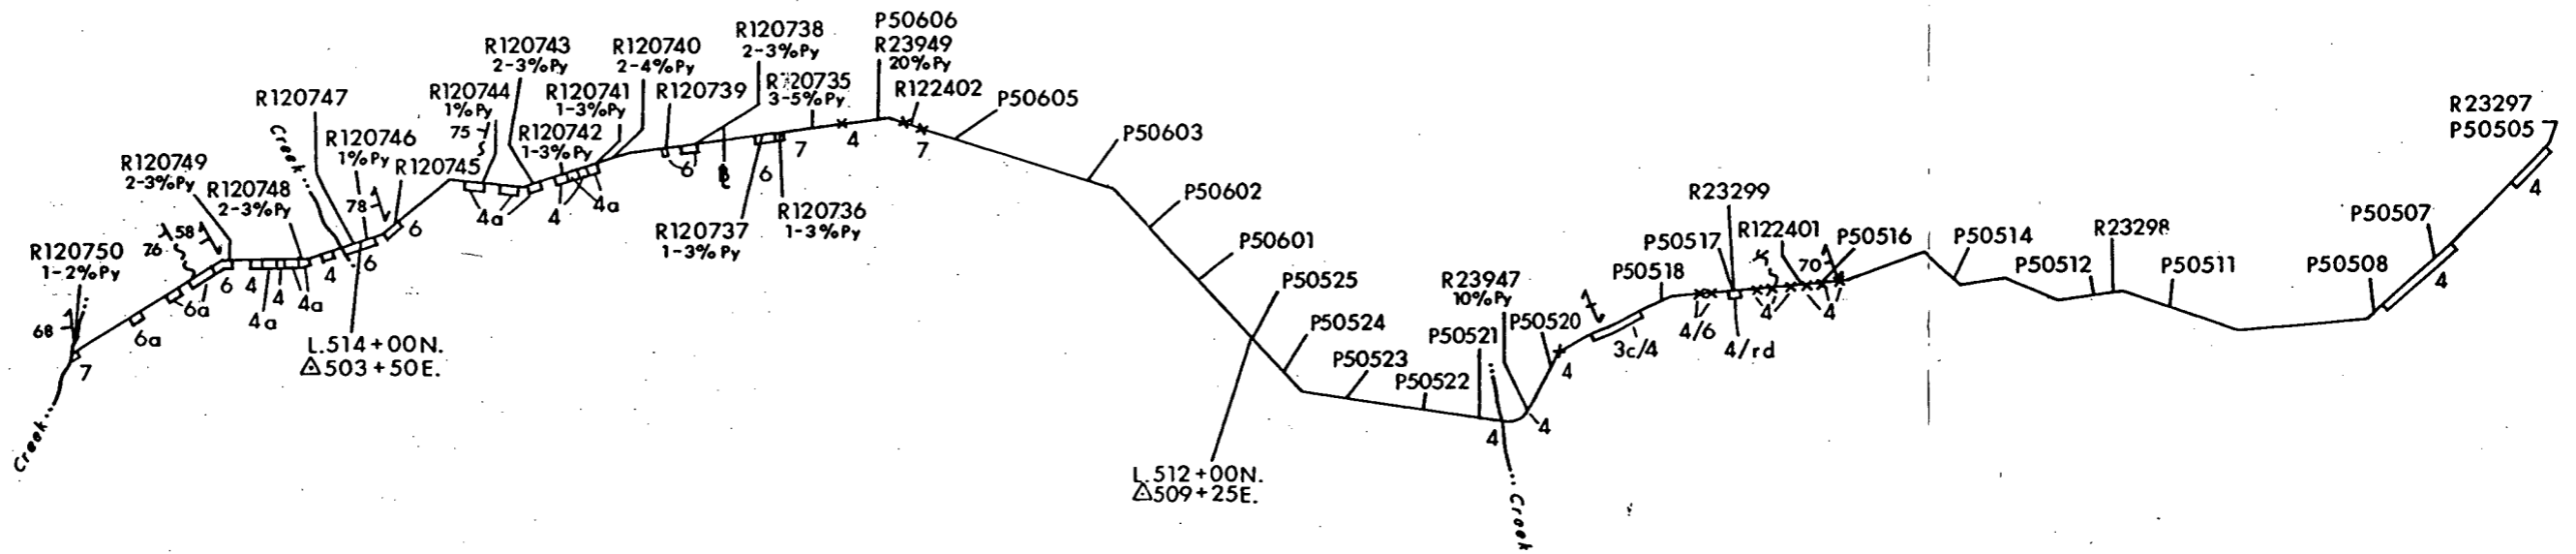 R120750
1-2%Py
68
7
Creek
R120749
2-3%Py
76
58
6a
6a
6
R120748
2-3%Py
4
4a
4
4a
4
R120747
Creek
R120746
1%Py
78
6
L.514+00N.
503+50E.
R120745
6
R120744
1%Py
75
R120743
2-3%Py
4a
R120742
1-3%Py
4
4a
R120741
1-3%Py
R120740
2-4%Py
R120739
6
R120738
2-3%Py
6
R120737
1-3%Py
R120736
1-3%Py
R120735
3-5%Py
7
4
P50606
R23949
20%Py
R122402
7
P50605
P50603
P50602
P50601
P50525
L.512+00N.
509+25E.
P50524
P50523
P50522
P50521
4
R23947
10%Py
4
Creek
P50520
4
3c/4
P50518
4/6
P50517
R23299
4/rd
R122401
4
70
4
P50516
P50514
P50512
R23298
P50511
P50508
P50507
4
R23297
P50505
4